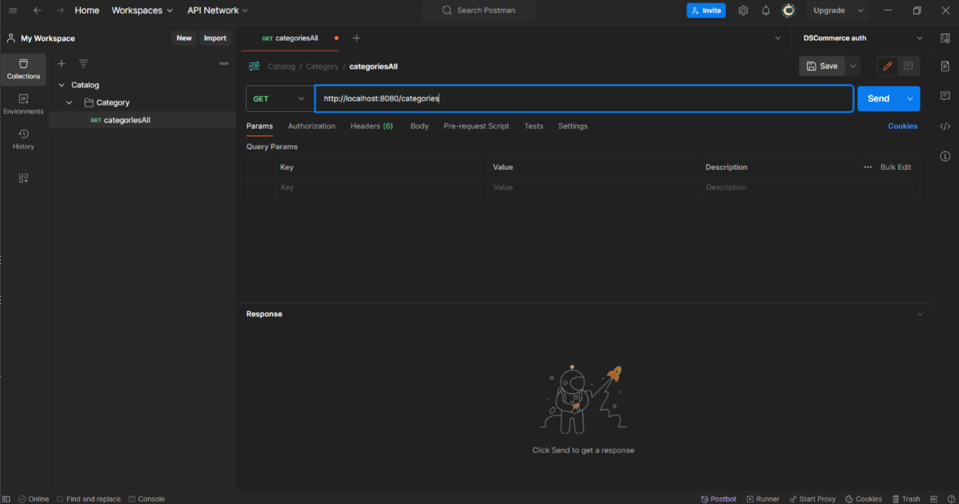 Home Workspaces API Network Search Postman Invite Upgrade
My Workspace New Import GET categoriesAll DSCommerce auth
Collections
Environments
History
Catalog
Category
GET categoriesAll
Catalog / Category / categoriesAll Save
GET http://localhost:8080/categories Send
Params Authorization Headers (6) Body Pre-request Script Tests Settings Cookies
Query Params
Key Value Description Bulk Edit
Key Value Description
Response
Click Send to get a response
Online Find and replace Console Postbot Runner Start Proxy Cookies Trash